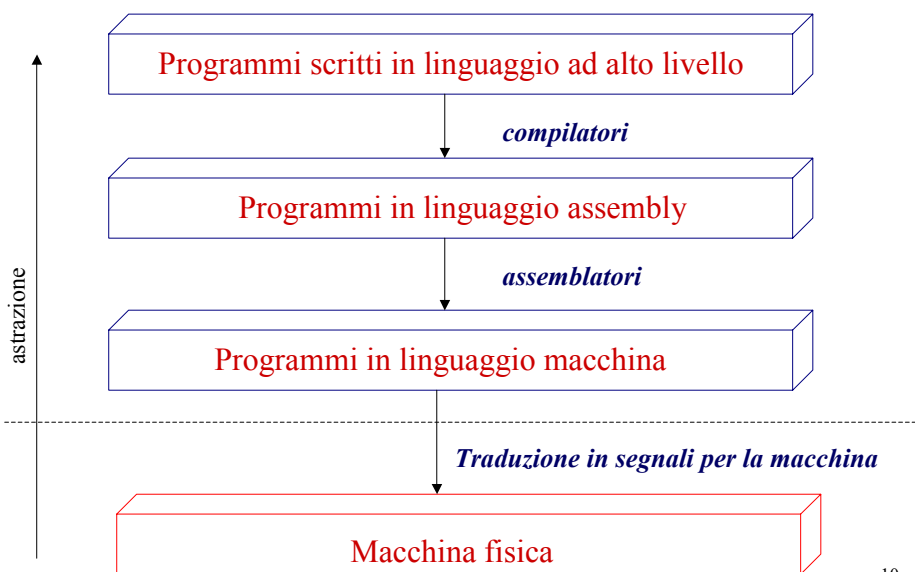 Programmi scritti in linguaggio ad alto livello
compilatori
Programmi in linguaggio assembly
assemblatori
astrazione
Programmi in linguaggio macchina
Traduzione in segnali per la macchina
Macchina fisica